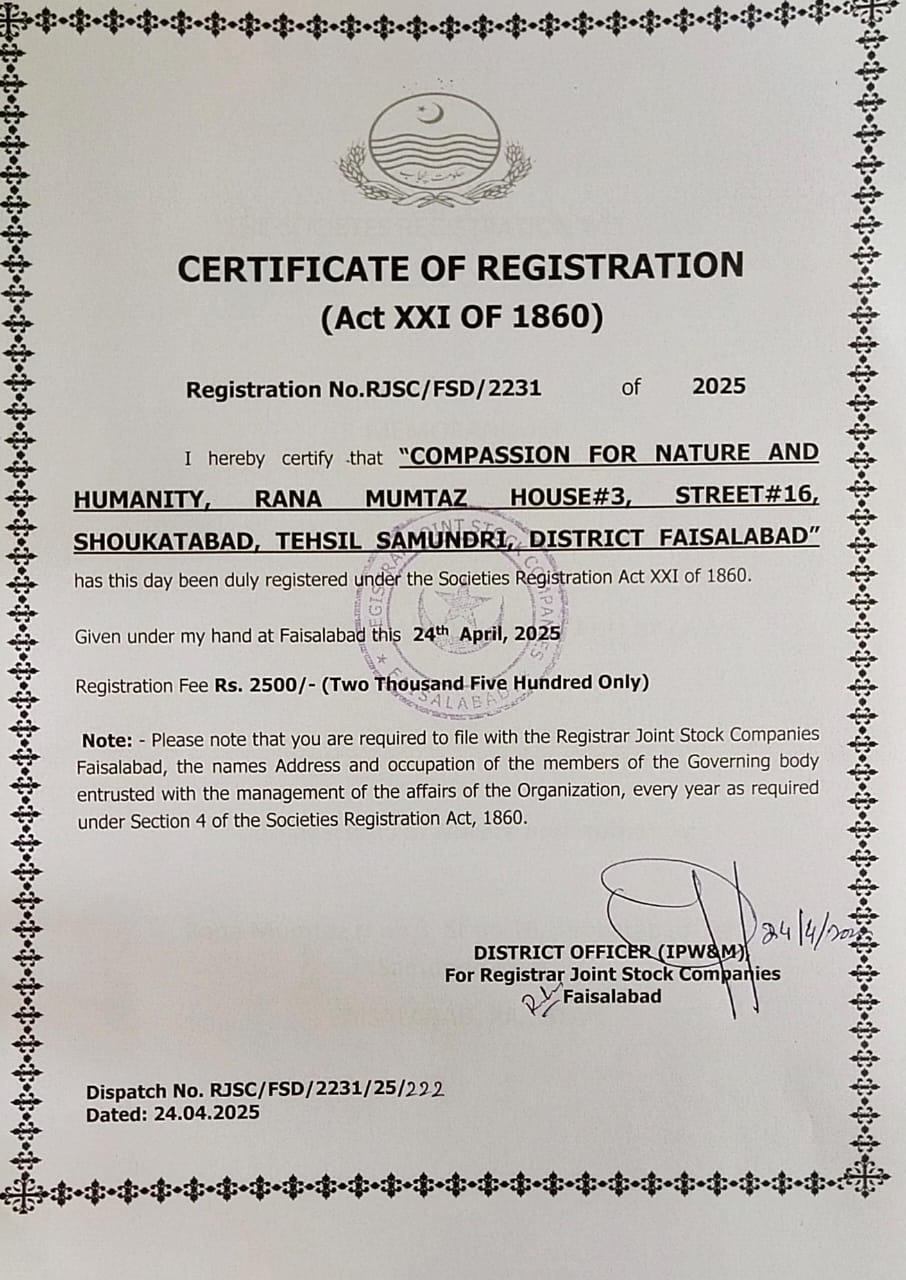 حکومت پنجاب
CERTIFICATE OF REGISTRATION
(Act XXI OF 1860)
Registration No.RJSC/FSD/2231 of 2025
I hereby certify that “COMPASSION FOR NATURE AND
HUMANITY, RANA MUMTAZ HOUSE#3, STREET#16,
SHOUKATABAD, TEHSIL SAMUNDRI, DISTRICT FAISALABAD”
has this day been duly registered under the Societies Registration Act XXI of 1860.
REGISTRAR JOINT STOCK COMPANIES
★ FAISALABAD
Given under my hand at Faisalabad this 24th April, 2025
Registration Fee Rs. 2500/- (Two Thousand Five Hundred Only)
Note: - Please note that you are required to file with the Registrar Joint Stock Companies
Faisalabad, the names Address and occupation of the members of the Governing body
entrusted with the management of the affairs of the Organization, every year as required
under Section 4 of the Societies Registration Act, 1860.
24/4/
DISTRICT OFFICER (IPW&M)
For Registrar Joint Stock Companies
Faisalabad
Dispatch No. RJSC/FSD/2231/25/222
Dated: 24.04.2025